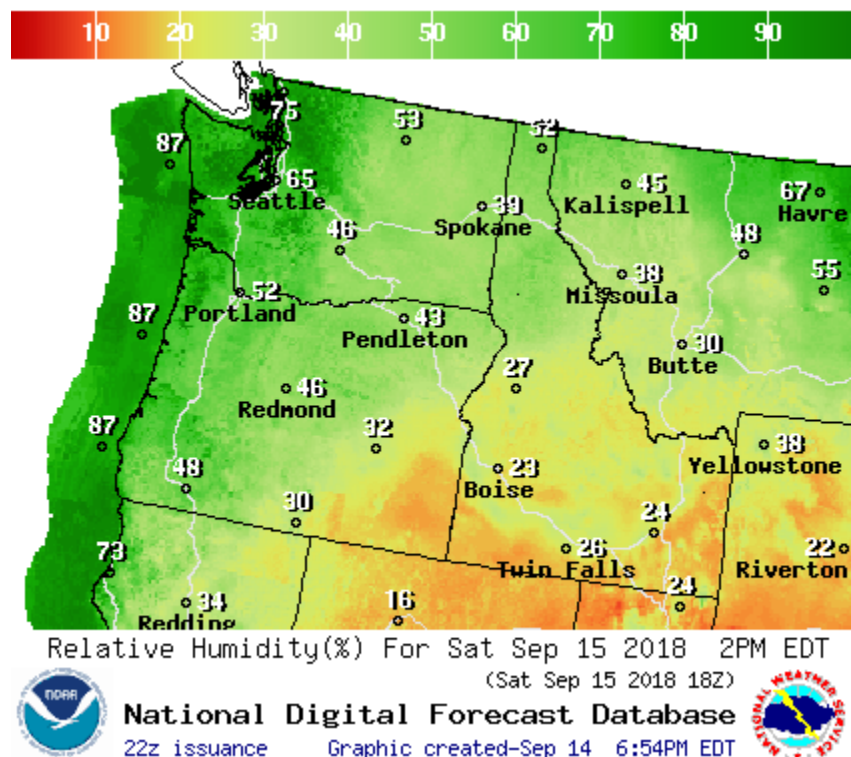 10 20 30 40 50 60 70 80 90
75
53
52
87
65
45
67
Seattle
39
Kalispell
Havre
Spokane
46
48
38
55
52
Missoula
Portland
43
87
Pendleton
30
27
Butte
46
Redmond
87
32
38
Yellowstone
48
23
Boise
30
24
26
22
Twin Falls
Riverton
73
34
16
24
Redding
Relative Humidity(%) For Sat Sep 15 2018 2PM EDT
(Sat Sep 15 2018 18Z)
NOAA
National Digital Forecast Database
22z issuance Graphic created-Sep 14 6:54PM EDT
NATIONAL WEATHER SERVICE